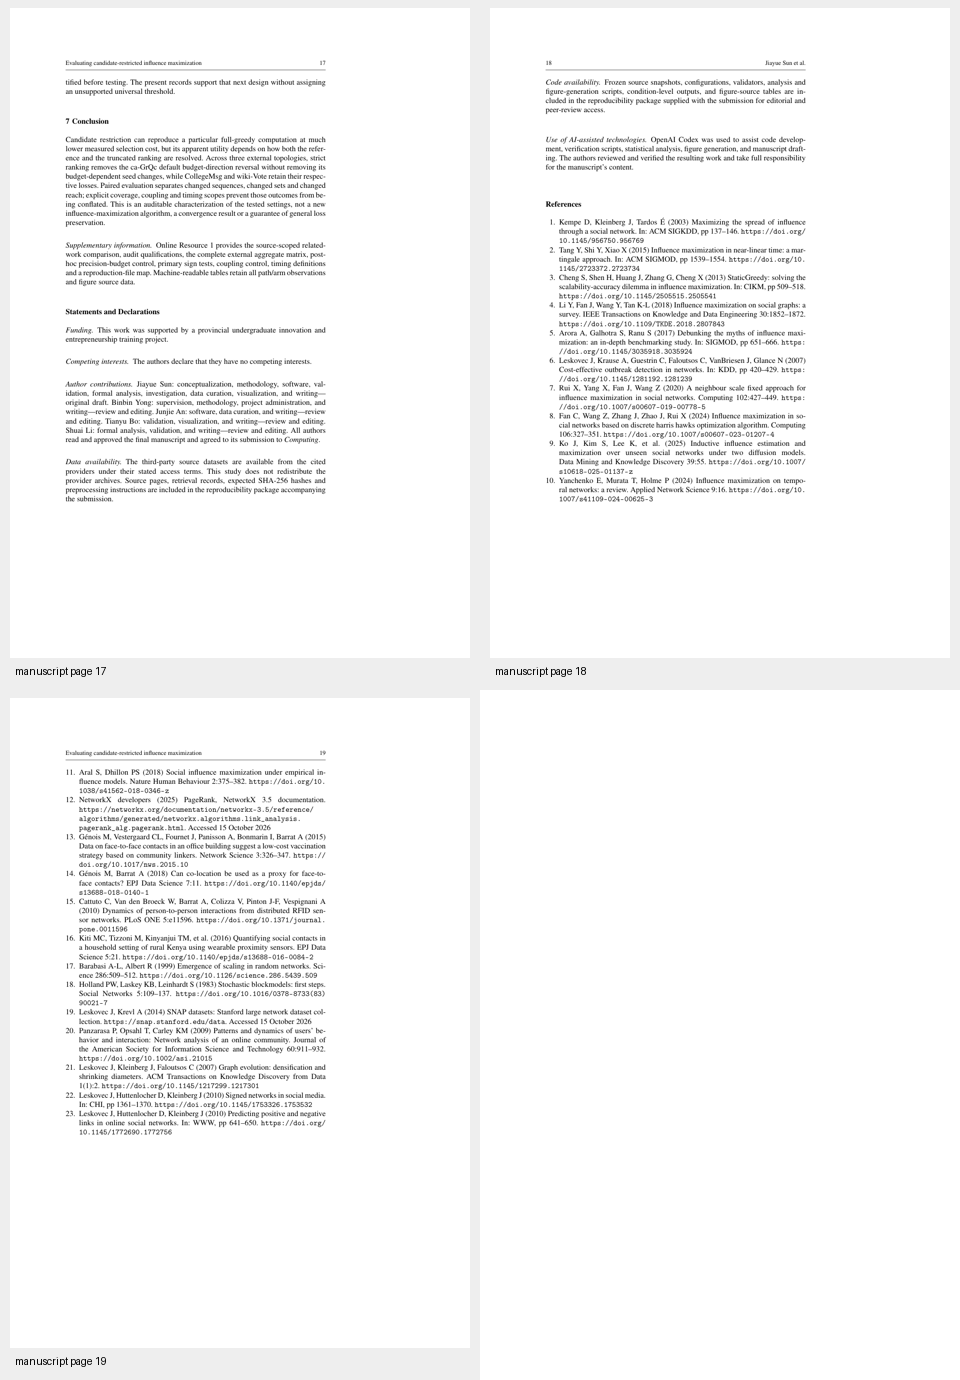 Evaluating candidate-restricted influence maximization 17
tified before testing. The present records support that next design without assigning
an unsupported universal threshold.
7 Conclusion
Candidate restriction can reproduce a particular full-greedy computation at much
lower measured selection cost, but its apparent utility depends on how both the refer-
ence and the truncated ranking are resolved. Across three external topologies, strict
ranking removes the ca-GrQc default budget-direction reversal without removing its
budget-dependent seed changes, while CollegeMsg and wiki-Vote retain their respec-
tive losses. Paired evaluation separates changed sequences, changed sets and changed
reach; explicit coverage, coupling and timing scopes prevent those outcomes from be-
ing conflated. This is an auditable characterization of the tested settings, not a new
influence-maximization algorithm, a convergence result or a guarantee of general loss
preservation.
Supplementary information. Online Resource 1 provides the source-scoped related-
work comparison, audit qualifications, the complete external aggregate matrix, post-
hoc precision-budget control, primary sign tests, coupling control, timing definitions
and a reproduction-file map. Machine-readable tables retain all path/arm observations
and figure source data.
Statements and Declarations
Funding. This work was supported by a provincial undergraduate innovation and
entrepreneurship training project.
Competing interests. The authors declare that they have no competing interests.
Author contributions. Jiayue Sun: conceptualization, methodology, software, val-
idation, formal analysis, investigation, data curation, visualization, and writing—
original draft. Binbin Yong: supervision, methodology, project administration, and
writing—review and editing. Junjie An: software, data curation, and writing—review
and editing. Tianyu Bo: validation, visualization, and writing—review and editing.
Shuai Li: formal analysis, validation, and writing—review and editing. All authors
read and approved the final manuscript and agreed to its submission to Computing.
Data availability. The third-party source datasets are available from the cited
providers under their stated access terms. This study does not redistribute the
provider archives. Source pages, retrieval records, expected SHA-256 hashes and
preprocessing instructions are included in the reproducibility package accompanying
the submission.
manuscript page 17
18 Jiayue Sun et al.
Code availability. Frozen source snapshots, configurations, validators, analysis and
figure-generation scripts, condition-level outputs, and figure-source tables are in-
cluded in the reproducibility package supplied with the submission for editorial and
peer-review access.
Use of AI-assisted technologies. OpenAI Codex was used to assist code develop-
ment, verification scripts, statistical analysis, figure generation, and manuscript draft-
ing. The authors reviewed and verified the resulting work and take full responsibility
for the manuscript's content.
References
1. Kempe D, Kleinberg J, Tardos É (2003) Maximizing the spread of influence
through a social network. In: ACM SIGKDD, pp 137–146. https://doi.org/
10.1145/956750.956769
2. Tang Y, Shi Y, Xiao X (2015) Influence maximization in near-linear time: a mar-
tingale approach. In: ACM SIGMOD, pp 1539–1554. https://doi.org/10.
1145/2723372.2723734
3. Cheng S, Shen H, Huang J, Zhang G, Cheng X (2013) StaticGreedy: solving the
scalability-accuracy dilemma in influence maximization. In: CIKM, pp 509–518.
https://doi.org/10.1145/2505515.2505541
4. Li Y, Fan J, Wang Y, Tan K-L (2018) Influence maximization on social graphs: a
survey. IEEE Transactions on Knowledge and Data Engineering 30:1852–1872.
https://doi.org/10.1109/TKDE.2018.2807843
5. Arora A, Galhotra S, Ranu S (2017) Debunking the myths of influence maxi-
mization: an in-depth benchmarking study. In: SIGMOD, pp 651–666. https:
//doi.org/10.1145/3035918.3035924
6. Leskovec J, Krause A, Guestrin C, Faloutsos C, VanBriesen J, Glance N (2007)
Cost-effective outbreak detection in networks. In: KDD, pp 420–429. https:
//doi.org/10.1145/1281192.1281239
7. Rui X, Yang X, Fan J, Wang Z (2020) A neighbour scale fixed approach for
influence maximization in social networks. Computing 102:427–449. https:
//doi.org/10.1007/s00607-019-00778-5
8. Fan C, Wang Z, Zhang J, Zhao J, Rui X (2024) Influence maximization in so-
cial networks based on discrete harris hawks optimization algorithm. Computing
106:327–351. https://doi.org/10.1007/s00607-023-01207-4
9. Ko J, Kim S, Lee K, et al. (2025) Inductive influence estimation and
maximization over unseen social networks under two diffusion models.
Data Mining and Knowledge Discovery 39:55. https://doi.org/10.1007/
s10618-025-01137-z
10. Yanchenko E, Murata T, Holme P (2024) Influence maximization on tempo-
ral networks: a review. Applied Network Science 9:16. https://doi.org/10.
1007/s41109-024-00625-3
manuscript page 18
Evaluating candidate-restricted influence maximization 19
11. Aral S, Dhillon PS (2018) Social influence maximization under empirical in-
fluence models. Nature Human Behaviour 2:375–382. https://doi.org/10.
1038/s41562-018-0346-z
12. NetworkX developers (2025) PageRank, NetworkX 3.5 documentation.
https://networkx.org/documentation/networkx-3.5/reference/
algorithms/generated/networkx.algorithms.link_analysis.
pagerank_alg.pagerank.html. Accessed 15 October 2026
13. Génois M, Vestergaard CL, Fournet J, Panisson A, Bonmarin I, Barrat A (2015)
Data on face-to-face contacts in an office building suggest a low-cost vaccination
strategy based on community linkers. Network Science 3:326–347. https://
doi.org/10.1017/nws.2015.10
14. Génois M, Barrat A (2018) Can co-location be used as a proxy for face-to-
face contacts? EPJ Data Science 7:11. https://doi.org/10.1140/epjds/
s13688-018-0140-1
15. Cattuto C, Van den Broeck W, Barrat A, Colizza V, Pinton J-F, Vespignani A
(2010) Dynamics of person-to-person interactions from distributed RFID sen-
sor networks. PLoS ONE 5:e11596. https://doi.org/10.1371/journal.
pone.0011596
16. Kiti MC, Tizzoni M, Kinyanjui TM, et al. (2016) Quantifying social contacts in
a household setting of rural Kenya using wearable proximity sensors. EPJ Data
Science 5:21. https://doi.org/10.1140/epjds/s13688-016-0084-2
17. Barabasi A-L, Albert R (1999) Emergence of scaling in random networks. Sci-
ence 286:509–512. https://doi.org/10.1126/science.286.5439.509
18. Holland PW, Laskey KB, Leinhardt S (1983) Stochastic blockmodels: first steps.
Social Networks 5:109–137. https://doi.org/10.1016/0378-8733(83)
90021-7
19. Leskovec J, Krevl A (2014) SNAP datasets: Stanford large network dataset col-
lection. https://snap.stanford.edu/data. Accessed 15 October 2026
20. Panzarasa P, Opsahl T, Carley KM (2009) Patterns and dynamics of users' be-
havior and interaction: Network analysis of an online community. Journal of
the American Society for Information Science and Technology 60:911–932.
https://doi.org/10.1002/asi.21015
21. Leskovec J, Kleinberg J, Faloutsos C (2007) Graph evolution: densification and
shrinking diameters. ACM Transactions on Knowledge Discovery from Data
1(1):2. https://doi.org/10.1145/1217299.1217301
22. Leskovec J, Huttenlocher D, Kleinberg J (2010) Signed networks in social media.
In: CHI, pp 1361–1370. https://doi.org/10.1145/1753326.1753532
23. Leskovec J, Huttenlocher D, Kleinberg J (2010) Predicting positive and negative
links in online social networks. In: WWW, pp 641–650. https://doi.org/
10.1145/1772690.1772756
manuscript page 19